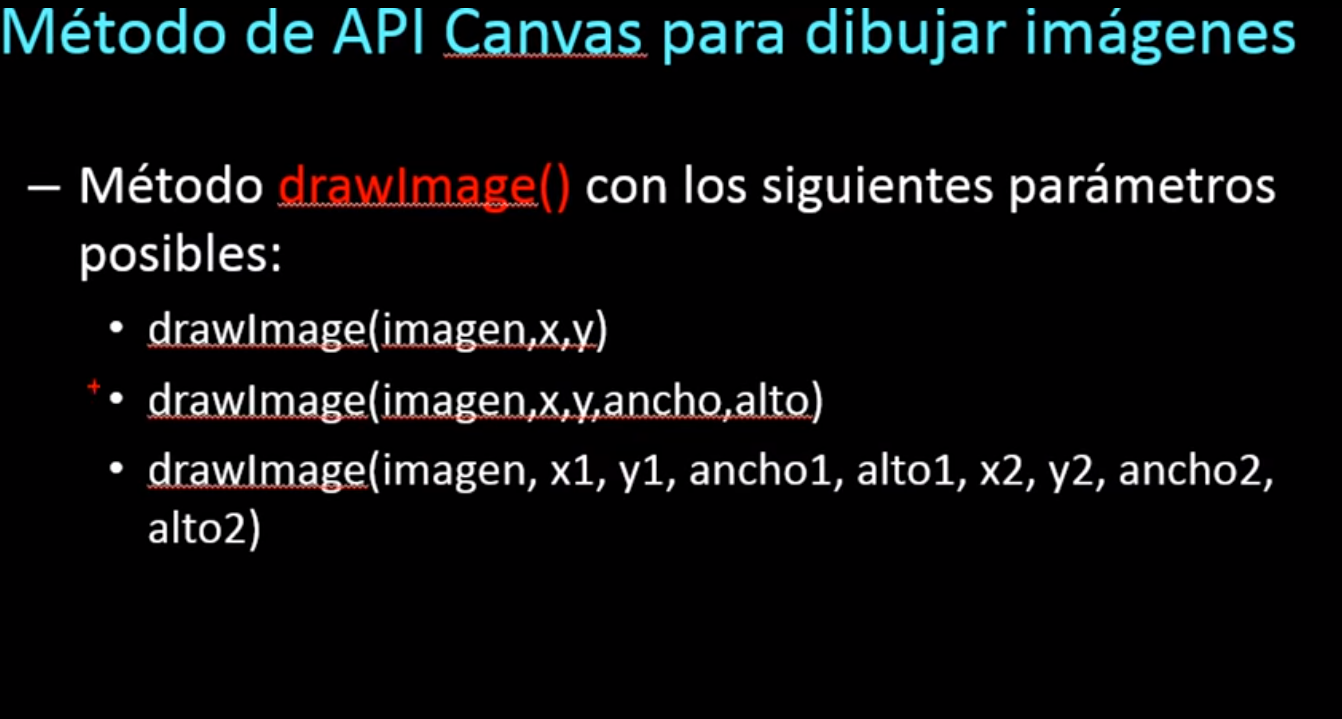 Método de API Canvas para dibujar imágenes
– Método drawImage() con los siguientes parámetros
posibles:
• drawImage(imagen,x,y)
• drawImage(imagen,x,y,ancho,alto)
• drawImage(imagen, x1, y1, ancho1, alto1, x2, y2, ancho2,
alto2)